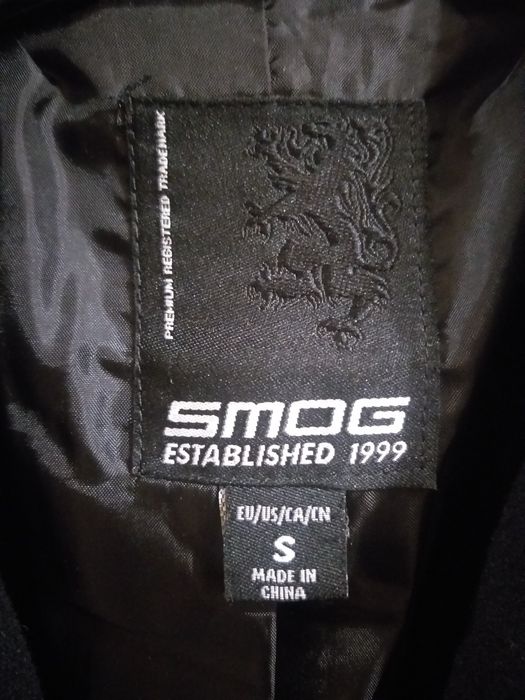 PREMIUM REGISTERED TRADEMARK
SMOG
ESTABLISHED 1999
EU/US/CA/CN
S
MADE IN
CHINA